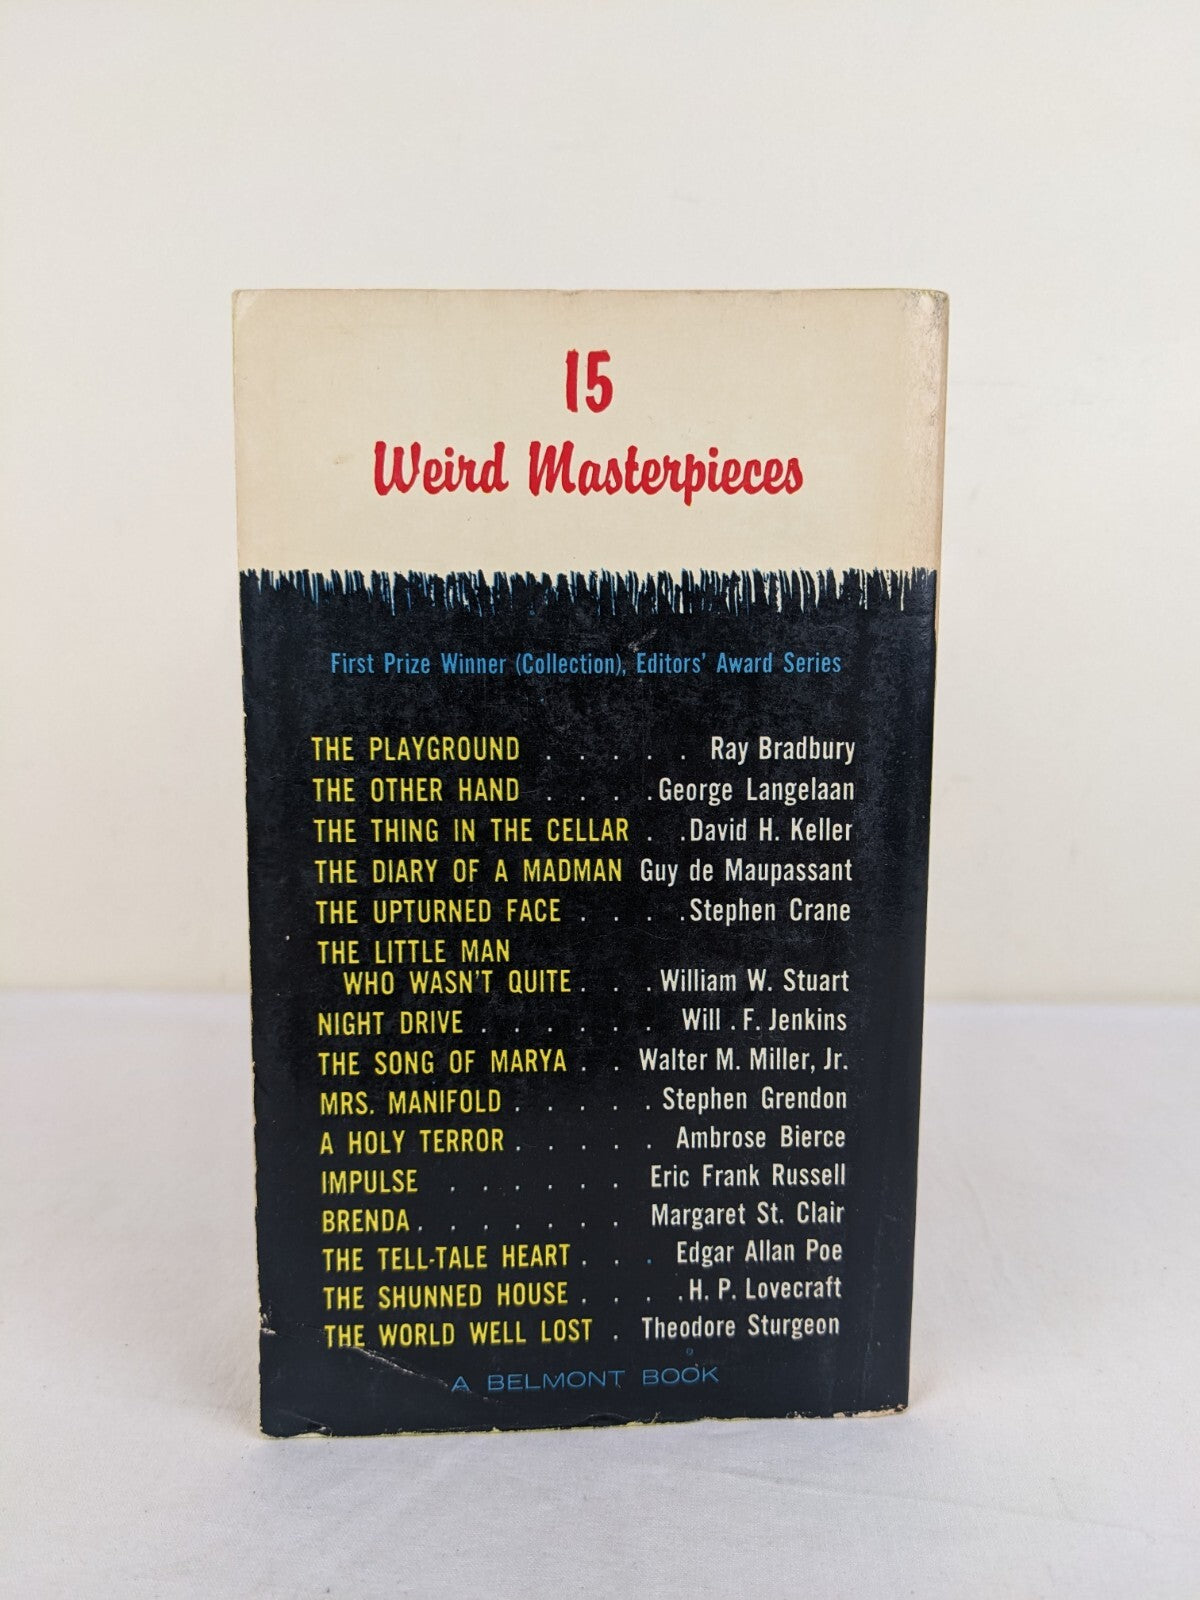 15
Weird Masterpieces
First Prize Winner (Collection), Editors' Award Series
THE PLAYGROUND . . . . . Ray Bradbury
THE OTHER HAND . . . . George Langelaan
THE THING IN THE CELLAR . . David H. Keller
THE DIARY OF A MADMAN Guy de Maupassant
THE UPTURNED FACE . . . . Stephen Crane
THE LITTLE MAN
WHO WASN'T QUITE . . . William W. Stuart
NIGHT DRIVE . . . . . . Will . F. Jenkins
THE SONG OF MARYA . . Walter M. Miller, Jr.
MRS. MANIFOLD . . . . . Stephen Grendon
A HOLY TERROR . . . . . Ambrose Bierce
IMPULSE . . . . . . Eric Frank Russell
BRENDA . . . . . . . Margaret St. Clair
THE TELL-TALE HEART . . . Edgar Allan Poe
THE SHUNNED HOUSE . . . . H. P. Lovecraft
THE WORLD WELL LOST . Theodore Sturgeon
A BELMONT BOOK